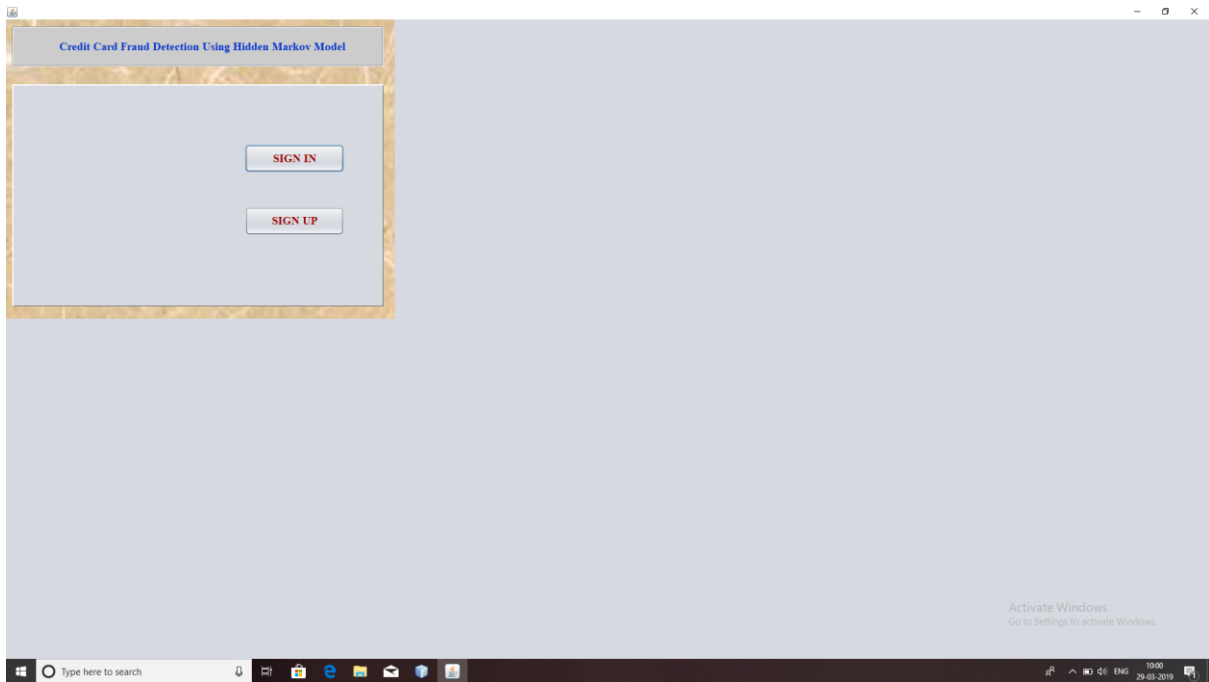 Credit Card Fraud Detection Using Hidden Markov Model
SIGN IN
SIGN UP
Activate Windows
Go to Settings to activate Windows.
Type here to search
ENG
10:00
29-03-2019
1